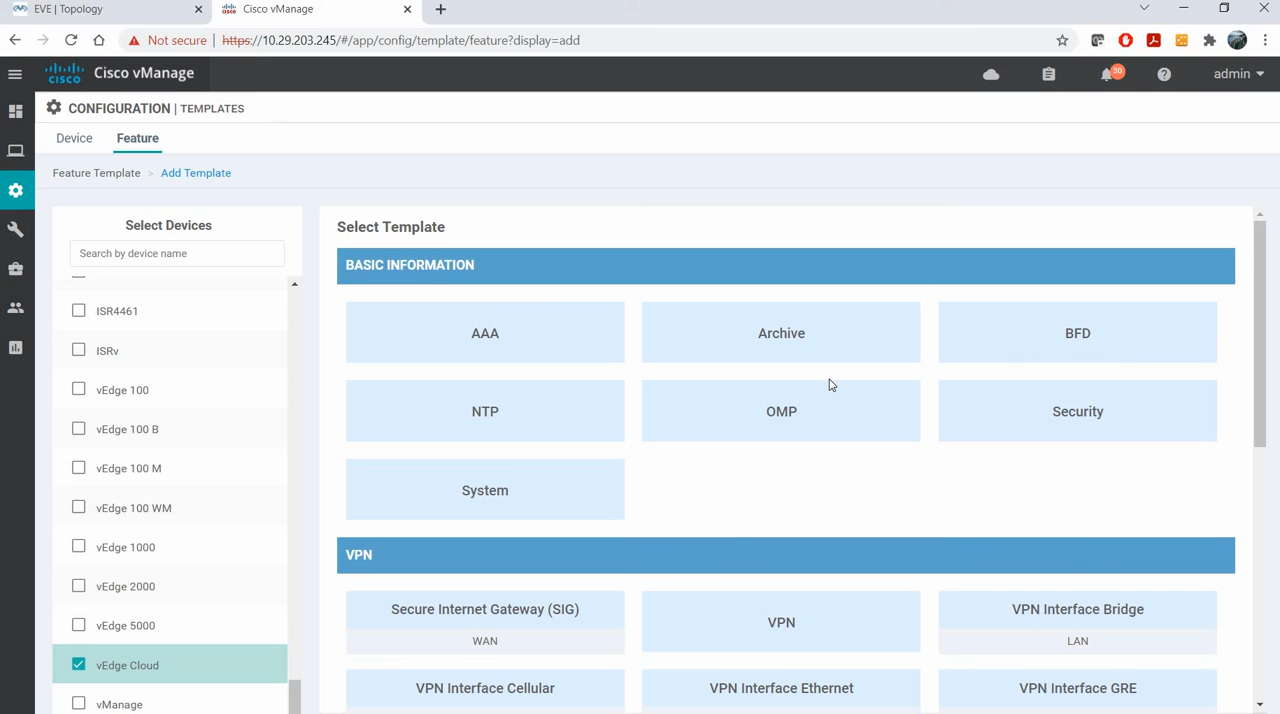 EVE | Topology
Cisco vManage
Not secure
https://10.29.203.245/#/app/config/template/feature?display=add
cisco
Cisco vManage
30
admin
CONFIGURATION | TEMPLATES
Device
Feature
Feature Template > Add Template
Select Devices
Search by device name
ISR4461
ISRv
vEdge 100
vEdge 100 B
vEdge 100 M
vEdge 100 WM
vEdge 1000
vEdge 2000
vEdge 5000
vEdge Cloud
vManage
Select Template
BASIC INFORMATION
AAA
Archive
BFD
NTP
OMP
Security
System
VPN
Secure Internet Gateway (SIG)
WAN
VPN
VPN Interface Bridge
LAN
VPN Interface Cellular
VPN Interface Ethernet
VPN Interface GRE